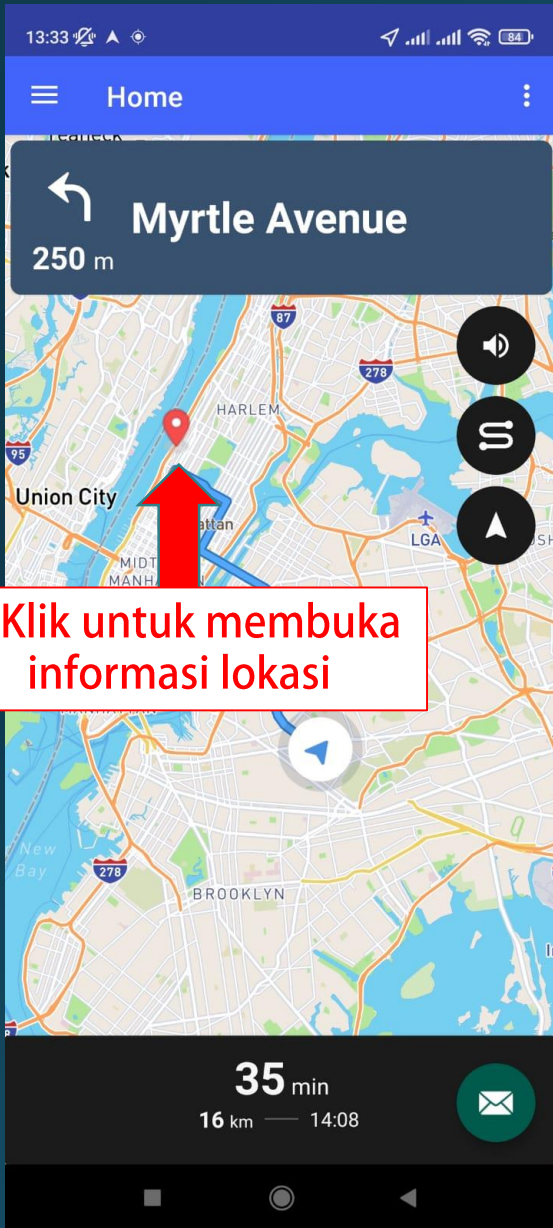 13:33
84
Home
Teaneck
Myrtle Avenue
250 m
87
278
HARLEM
95
Union City
LGA
MIDT
MANH
Klik untuk membuka
informasi lokasi
New
Bay
278
BROOKLYN
35 min
16 km — 14:08